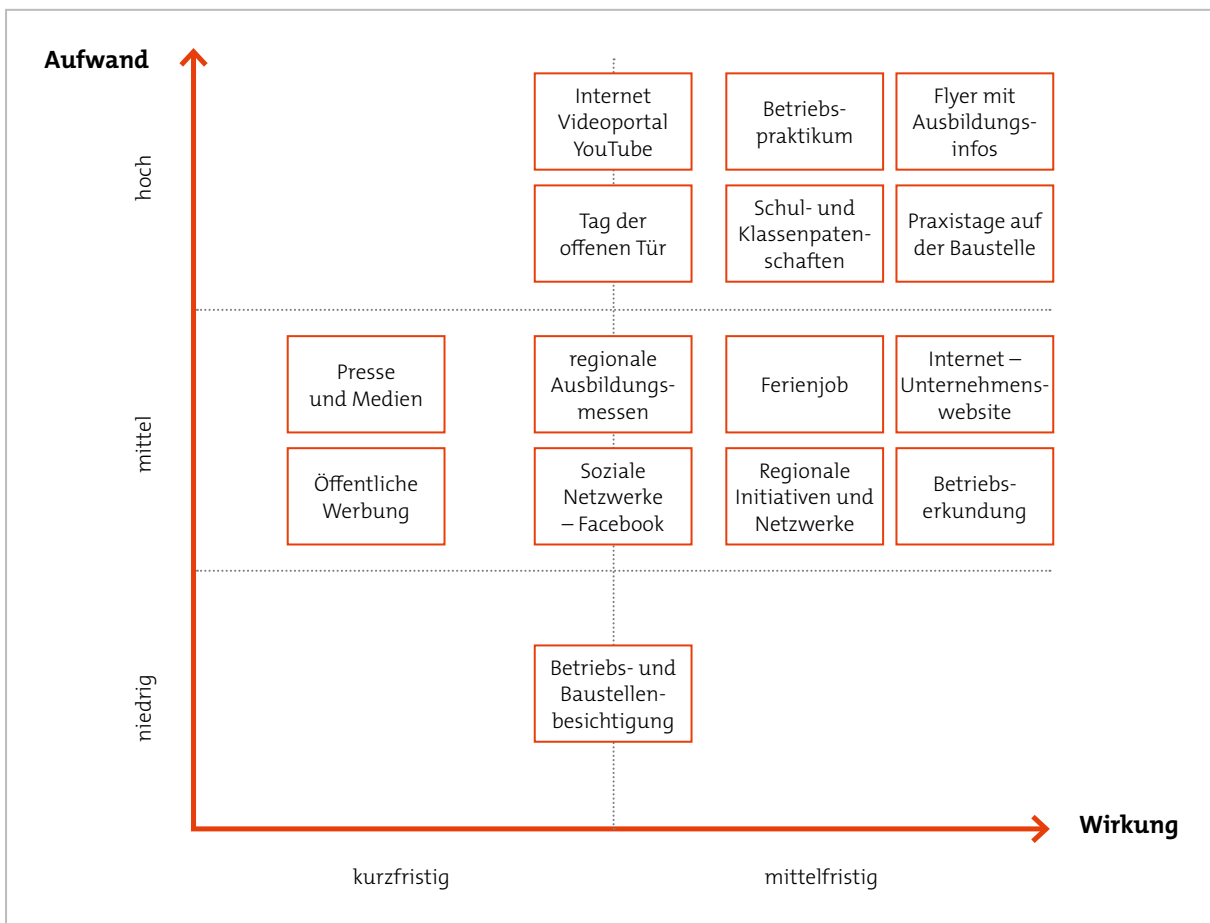 Aufwand
hoch
Internet
Videoportal
YouTube
Betriebs-
praktikum
Flyer mit
Ausbildungs-
infos
Tag der
offenen Tür
Schul- und
Klassenpaten-
schaften
Praxistage auf
der Baustelle
mittel
Presse
und Medien
regionale
Ausbildungs-
messen
Ferienjob
Internet –
Unternehmens-
website
Öffentliche
Werbung
Soziale
Netzwerke
– Facebook
Regionale
Initiativen und
Netzwerke
Betriebs-
erkundung
niedrig
Betriebs- und
Baustellen-
besichtigung
Wirkung
kurzfristig
mittelfristig